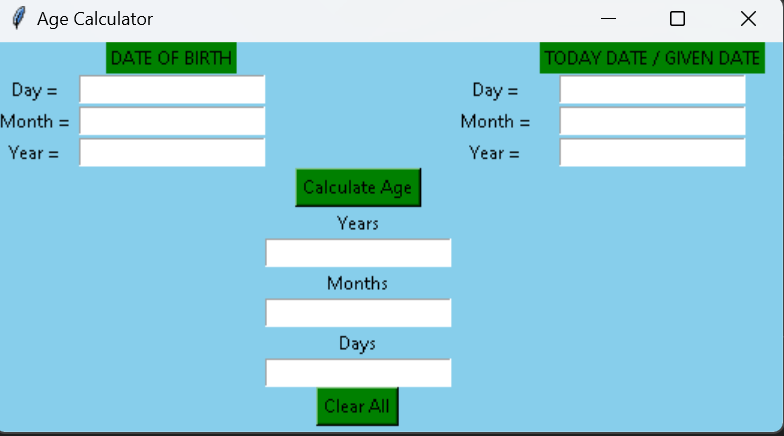 Age Calculator
DATE OF BIRTH
TODAY DATE / GIVEN DATE
Day =
Day =
Month =
Month =
Year =
Year =
Calculate Age
Years
Months
Days
Clear All